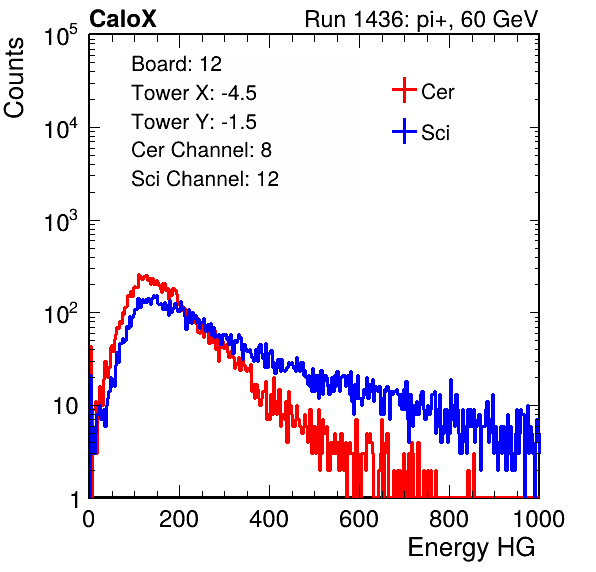 CaloX Run 1436: pi+, 60 GeV
Counts
Board: 12
Tower X: -4.5
Tower Y: -1.5
Cer Channel: 8
Sci Channel: 12
Cer
Sci
10^5
10^4
10^3
10^2
10
1
0 200 400 600 800 1000
Energy HG